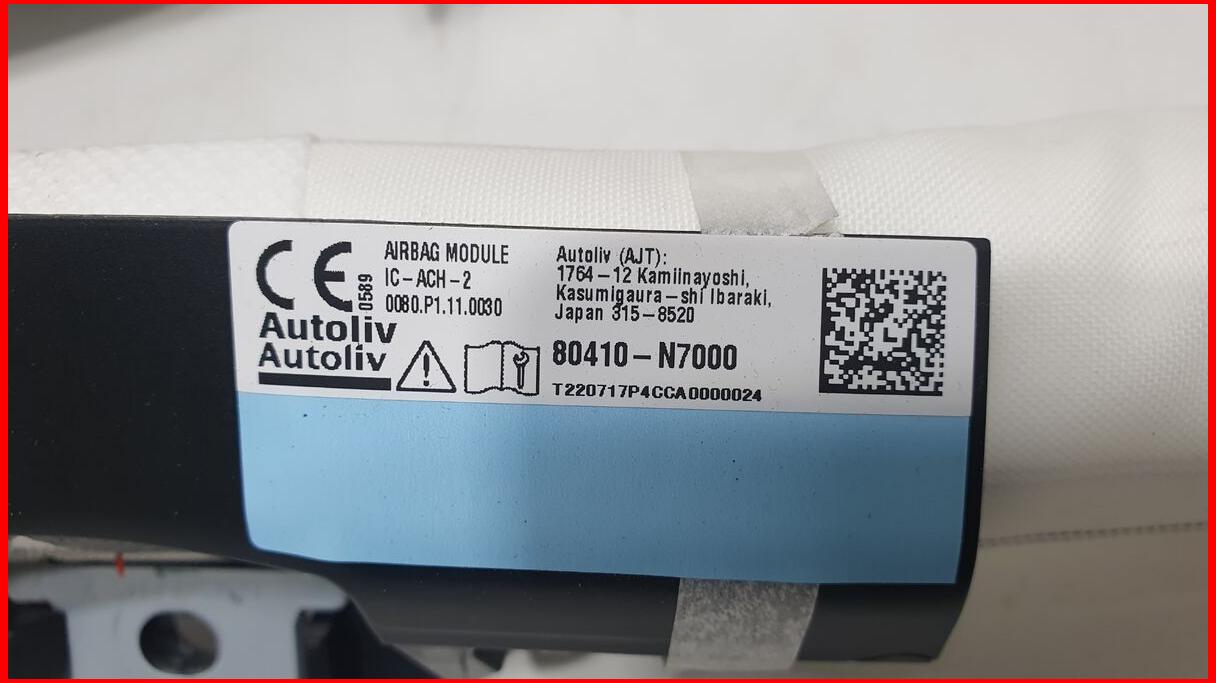 CE
0589
AIRBAG MODULE
IC-ACH-2
0080.P1.11.0030
Autoliv
Autoliv
Autoliv (AJT):
1764-12 Kamiinayoshi,
Kasumigaura-shi Ibaraki,
Japan 315-8520
80410-N7000
T220717P4CCA0000024